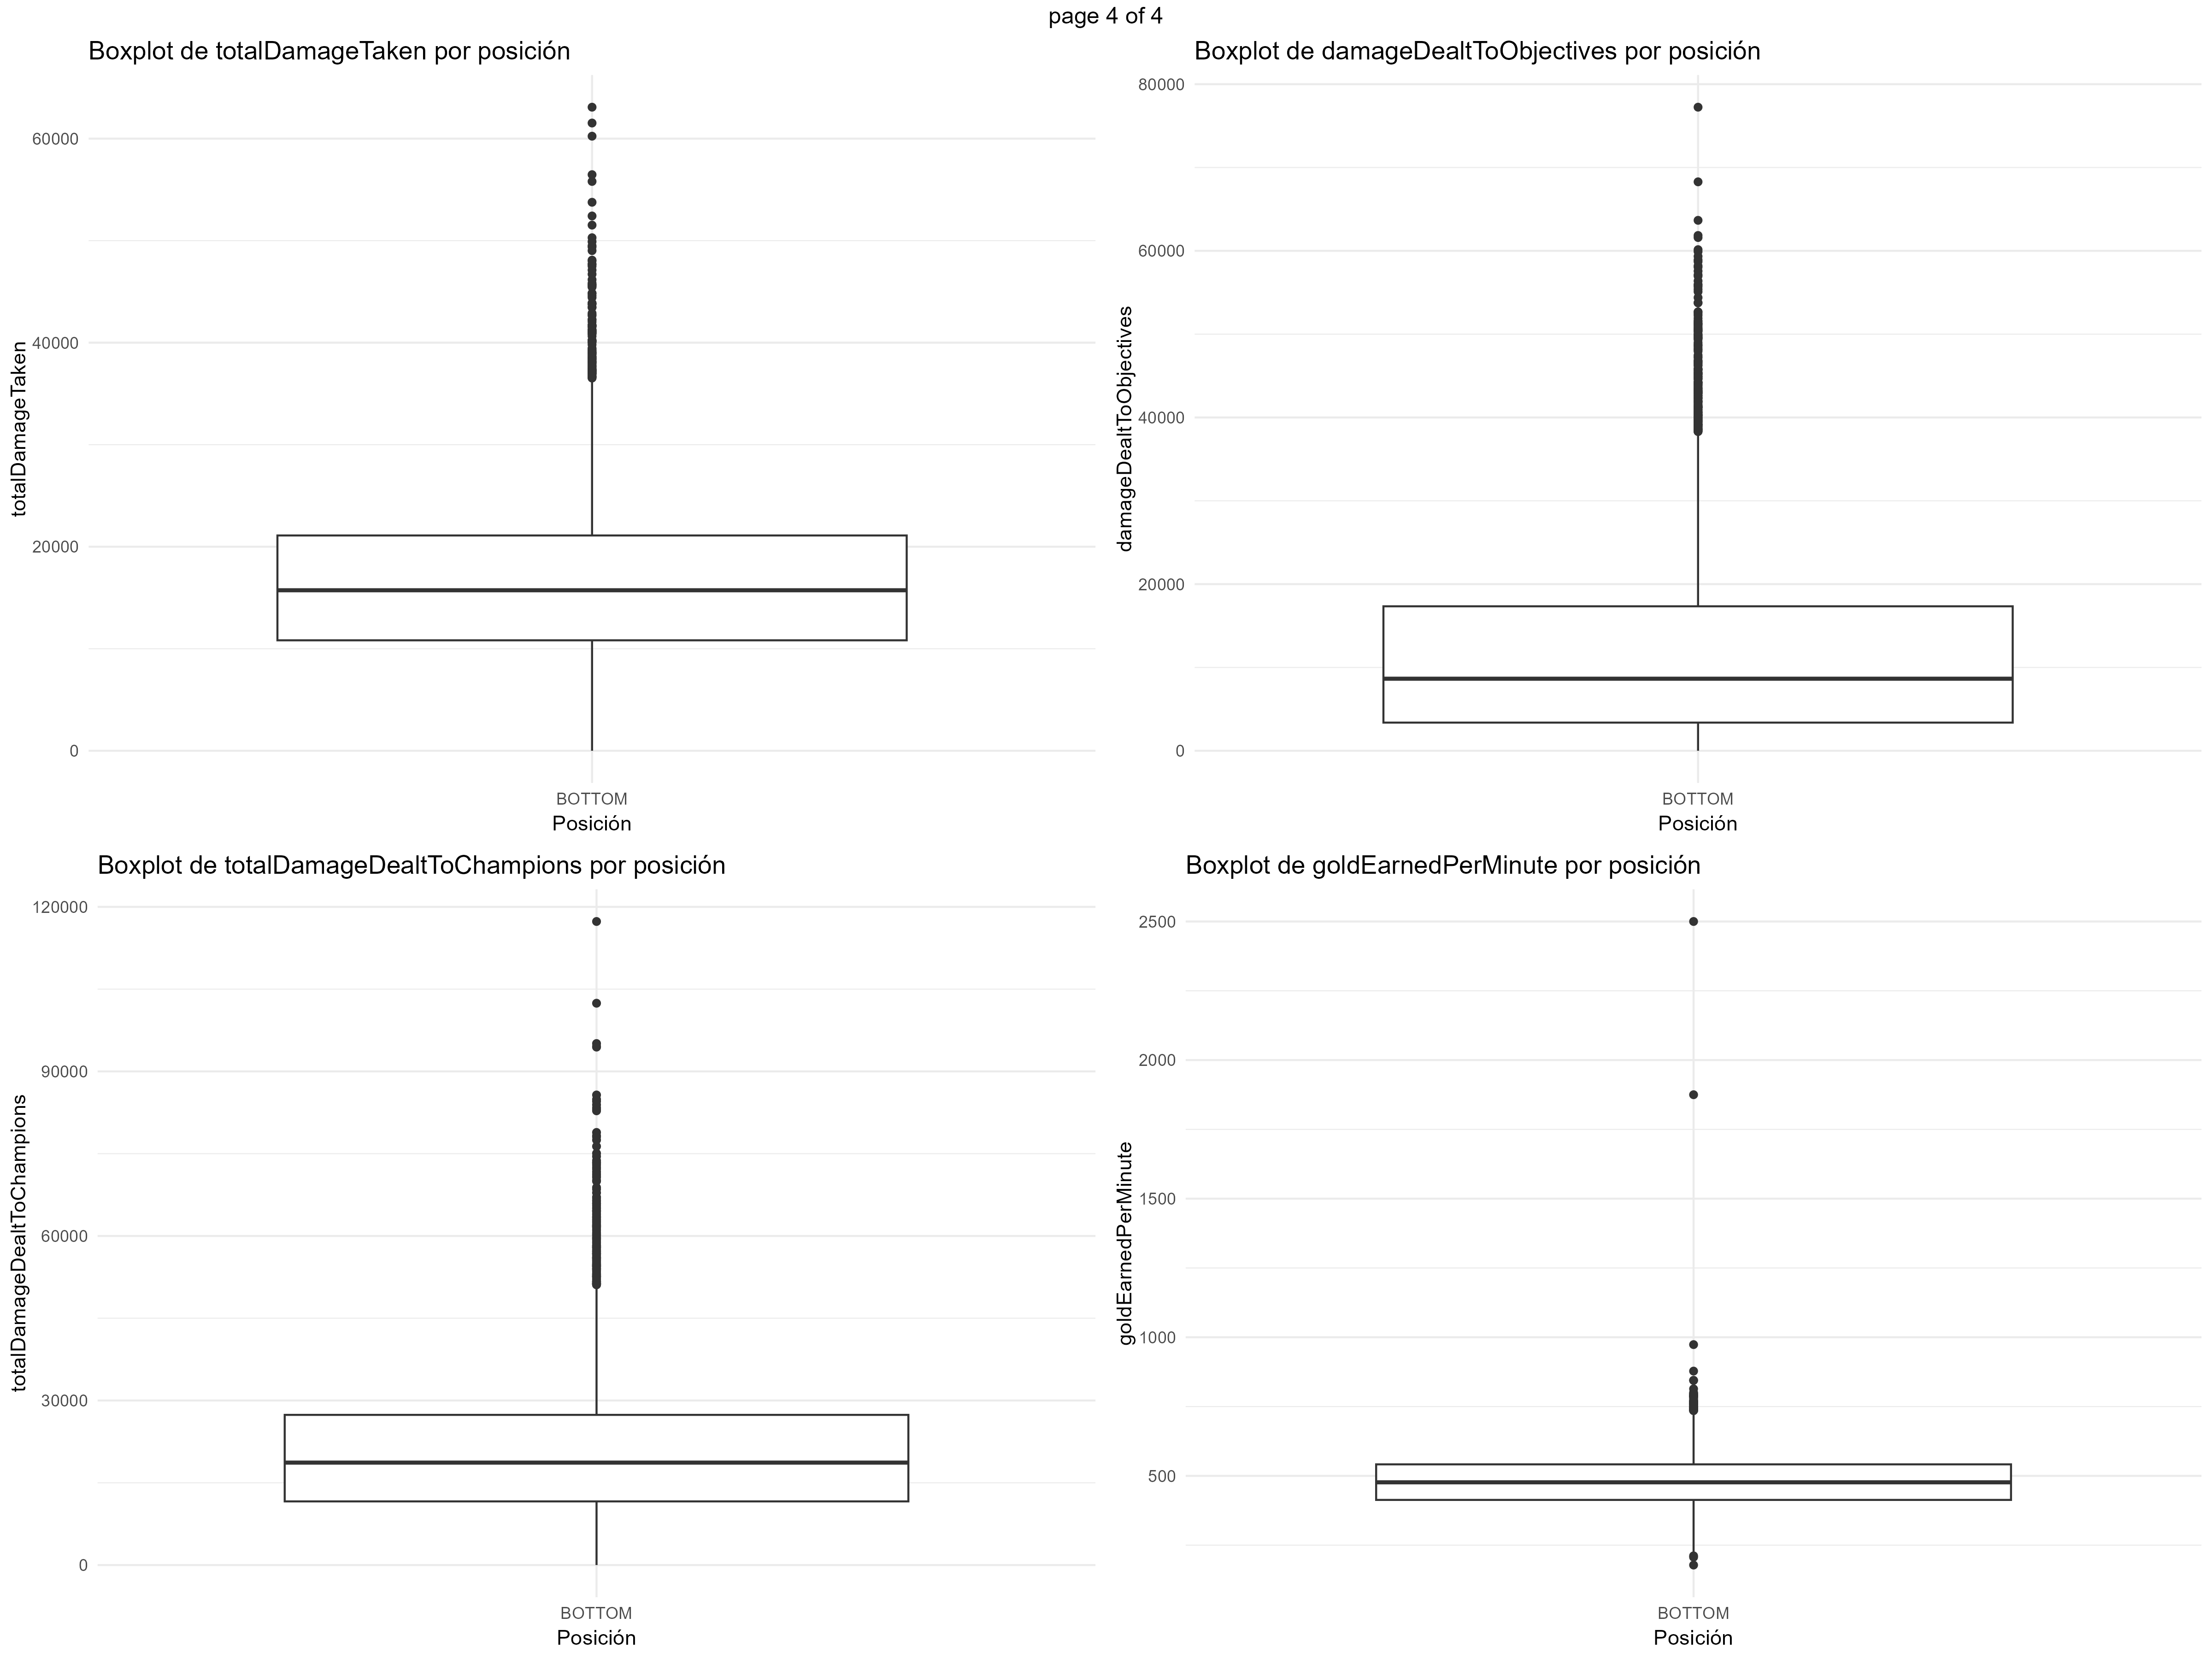 page 4 of 4
Boxplot de totalDamageTaken por posición
totalDamageTaken
60000
40000
20000
0
BOTTOM
Posición
Boxplot de damageDealtToObjectives por posición
damageDealtToObjectives
80000
60000
40000
20000
0
BOTTOM
Posición
Boxplot de totalDamageDealtToChampions por posición
totalDamageDealtToChampions
120000
90000
60000
30000
0
BOTTOM
Posición
Boxplot de goldEarnedPerMinute por posición
goldEarnedPerMinute
2500
2000
1500
1000
500
BOTTOM
Posición